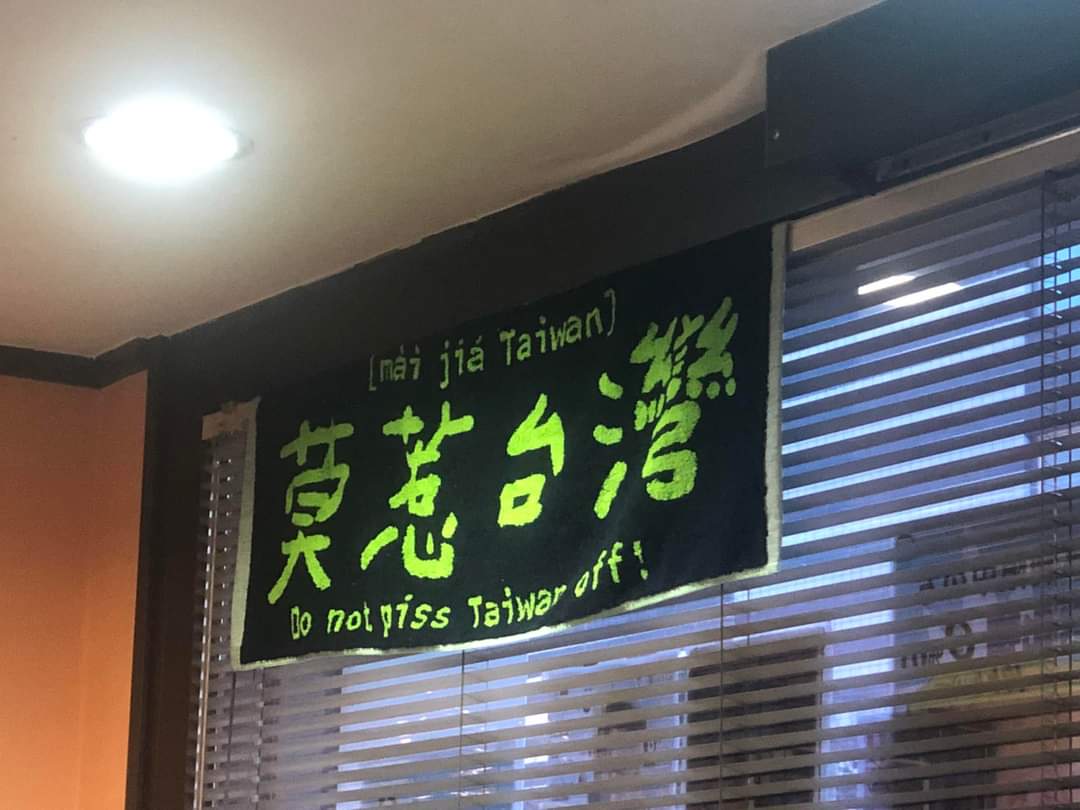 [mài jiá Taiwan]
莫惹台灣
Do not piss Taiwan off!